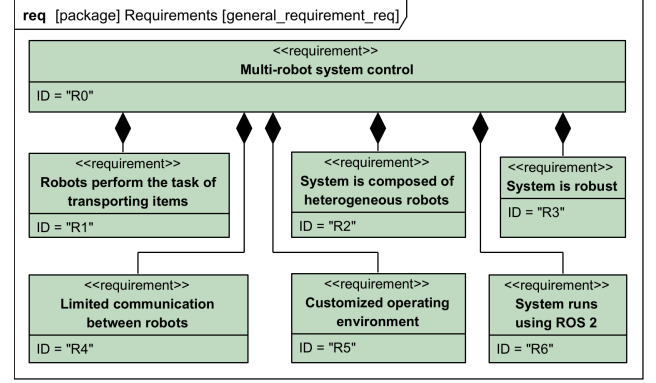 req [package] Requirements [general_requirement_req]
<<requirement>>
Multi-robot system control
ID = "R0"
<<requirement>>
Robots perform the task of
transporting items
ID = "R1"
<<requirement>>
System is composed of
heterogeneous robots
ID = "R2"
<<requirement>>
System is robust
ID = "R3"
<<requirement>>
Limited communication
between robots
ID = "R4"
<<requirement>>
Customized operating
environment
ID = "R5"
<<requirement>>
System runs
using ROS 2
ID = "R6"